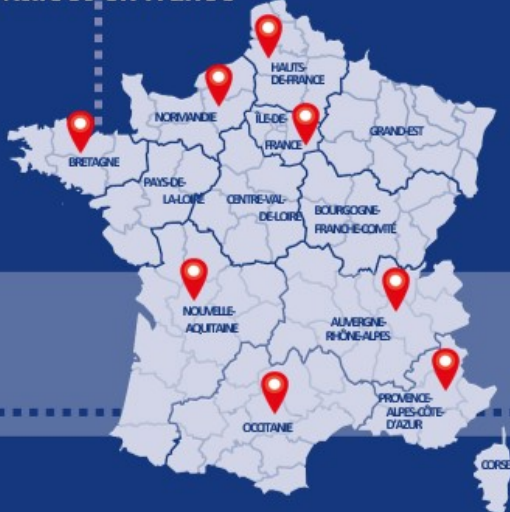 HAUTS-
DE-FRANCE
NORMANDIE
ÎLE-DE-
FRANCE
GRAND-EST
BRETAGNE
PAYS-DE-
LA-LOIRE
CENTRE-VAL-
DE-LOIRE
BOURGOGNE-
FRANCHE-COMTÉ
NOUVELLE-
AQUITAINE
AUVERGNE-
RHÔNE-ALPES
PROVENCE-
ALPES-CÔTE-
D'AZUR
OCCITANIE
CORSE